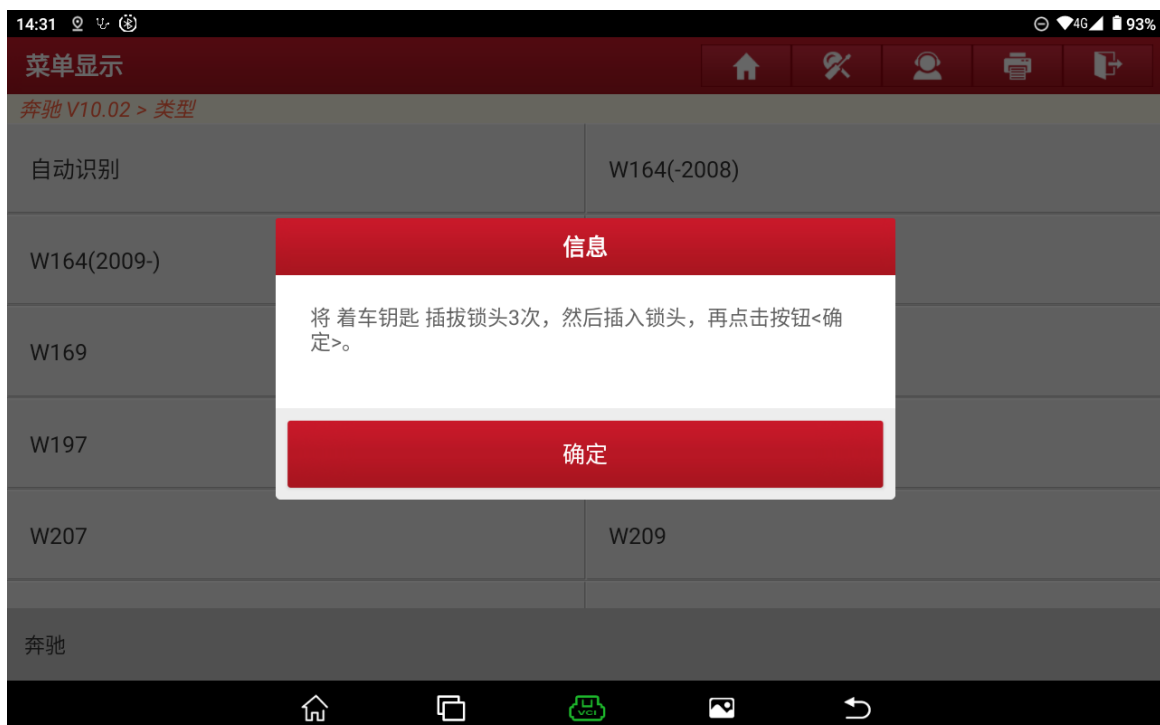 14:31 4G 93%
菜单显示
奔驰 V10.02 > 类型
自动识别
W164(-2008)
W164(2009-)
信息
将 着车钥匙 插拔锁头3次，然后插入锁头，再点击按钮<确
定>。
W169
W197
确定
W207
W209
奔驰
VCI